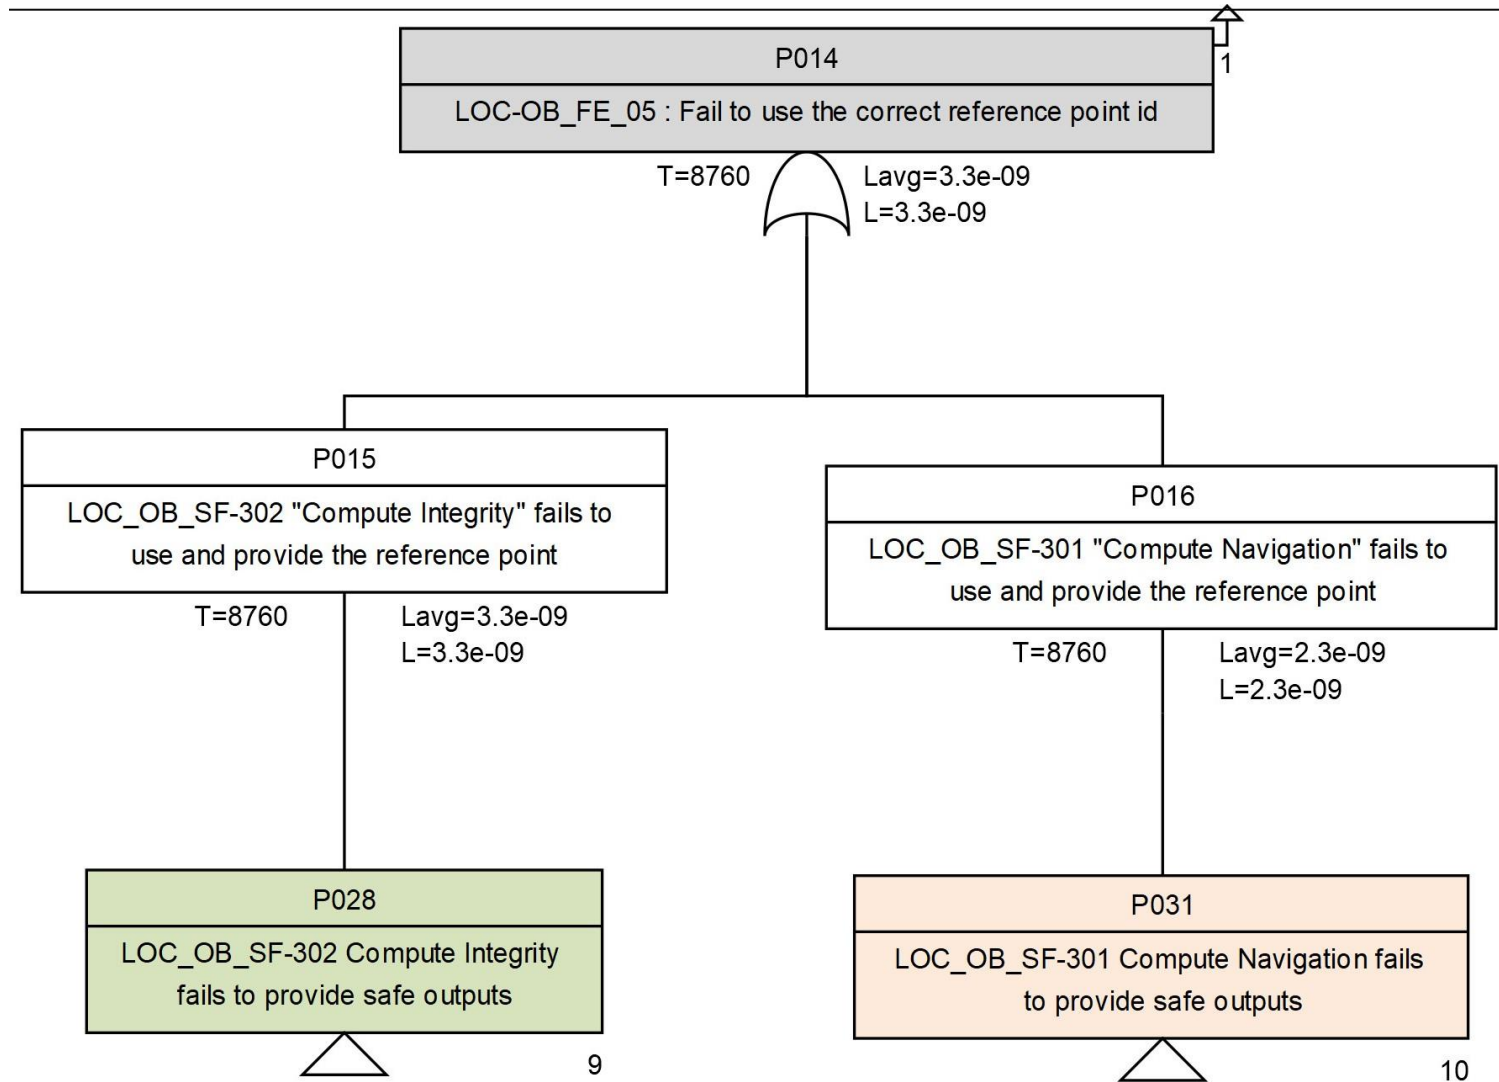 P014
1
LOC-OB_FE_05 : Fail to use the correct reference point id
T=8760
Lavg=3.3e-09
L=3.3e-09
P015
LOC_OB_SF-302 "Compute Integrity" fails to
use and provide the reference point
T=8760
Lavg=3.3e-09
L=3.3e-09
P016
LOC_OB_SF-301 "Compute Navigation" fails to
use and provide the reference point
T=8760
Lavg=2.3e-09
L=2.3e-09
P028
LOC_OB_SF-302 Compute Integrity
fails to provide safe outputs
9
P031
LOC_OB_SF-301 Compute Navigation fails
to provide safe outputs
10